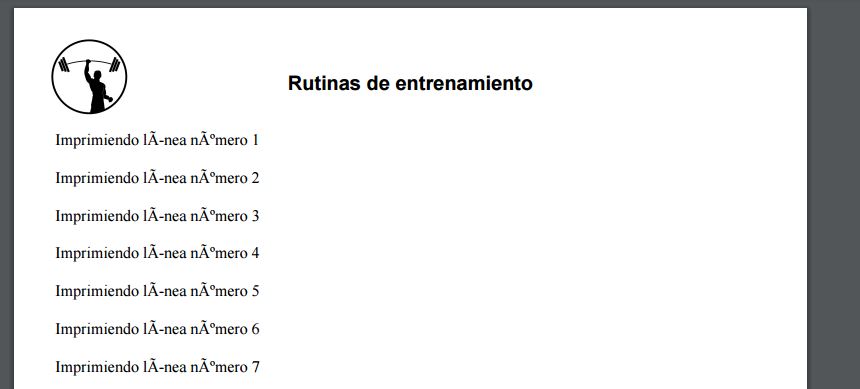 Rutinas de entrenamiento
Imprimiendo lÃ-nea nÃºmero 1
Imprimiendo lÃ-nea nÃºmero 2
Imprimiendo lÃ-nea nÃºmero 3
Imprimiendo lÃ-nea nÃºmero 4
Imprimiendo lÃ-nea nÃºmero 5
Imprimiendo lÃ-nea nÃºmero 6
Imprimiendo lÃ-nea nÃºmero 7